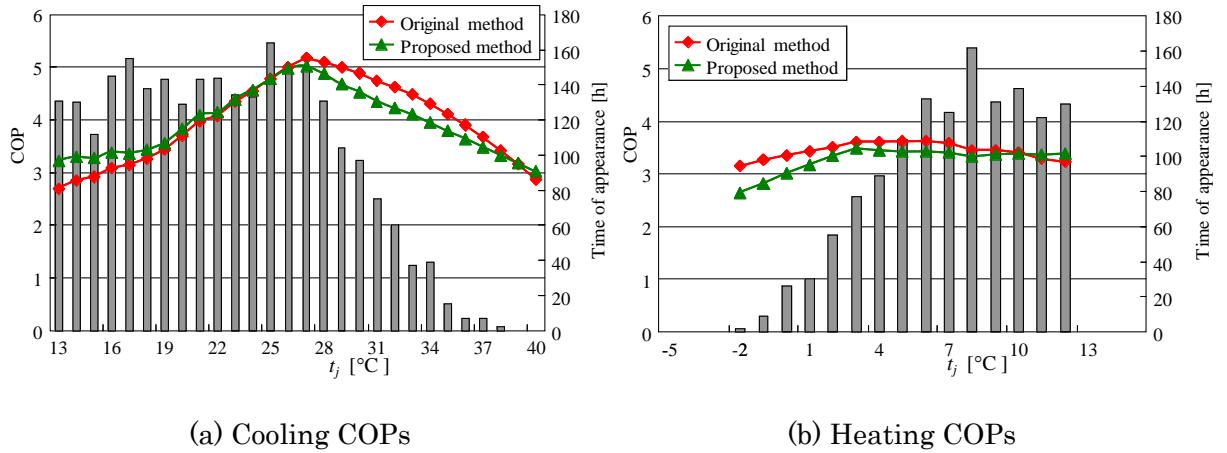 6
5
4
3
2
1
0
COP
Original method
Proposed method
180
160
140
120
100
80
60
40
20
0
Time of appearance [h]
13 16 19 22 25 28 31 34 37 40
t_j [°C]
(a) Cooling COPs
6
5
4
3
2
1
0
COP
Original method
Proposed method
180
160
140
120
100
80
60
40
20
0
Time of appearance [h]
-5 -2 1 4 7 10 13
t_j [°C]
(b) Heating COPs